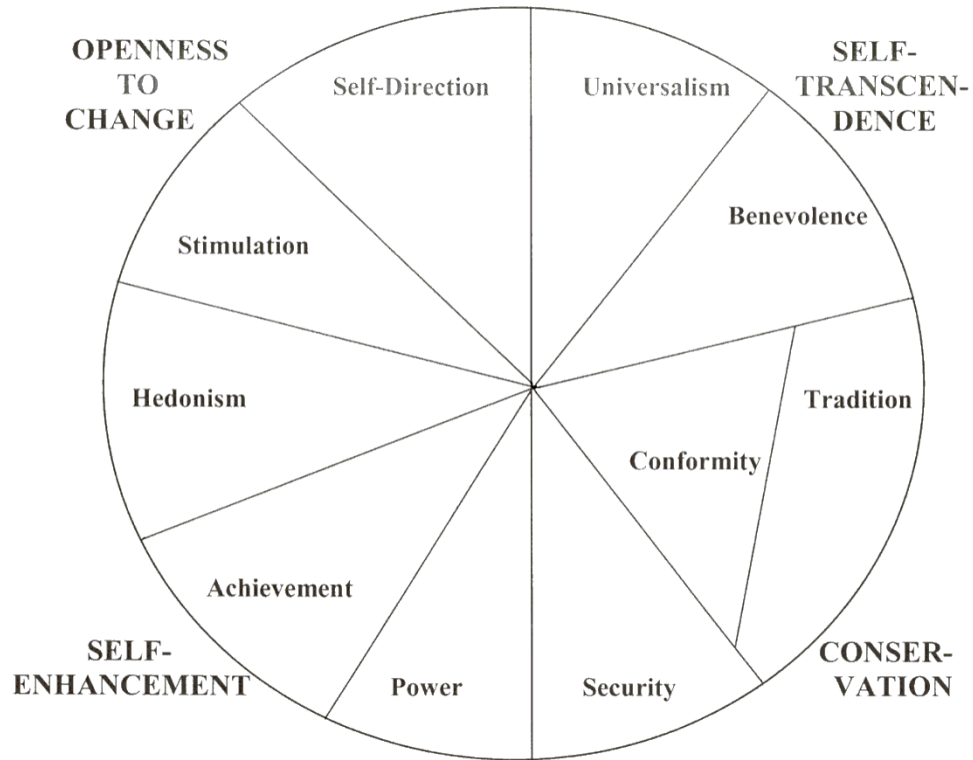 OPENNESS
TO
CHANGE
SELF-
TRANSCEN-
DENCE
Self-Direction
Universalism
Benevolence
Stimulation
Hedonism
Tradition
Conformity
Achievement
SELF-
ENHANCEMENT
Power
Security
CONSER-
VATION